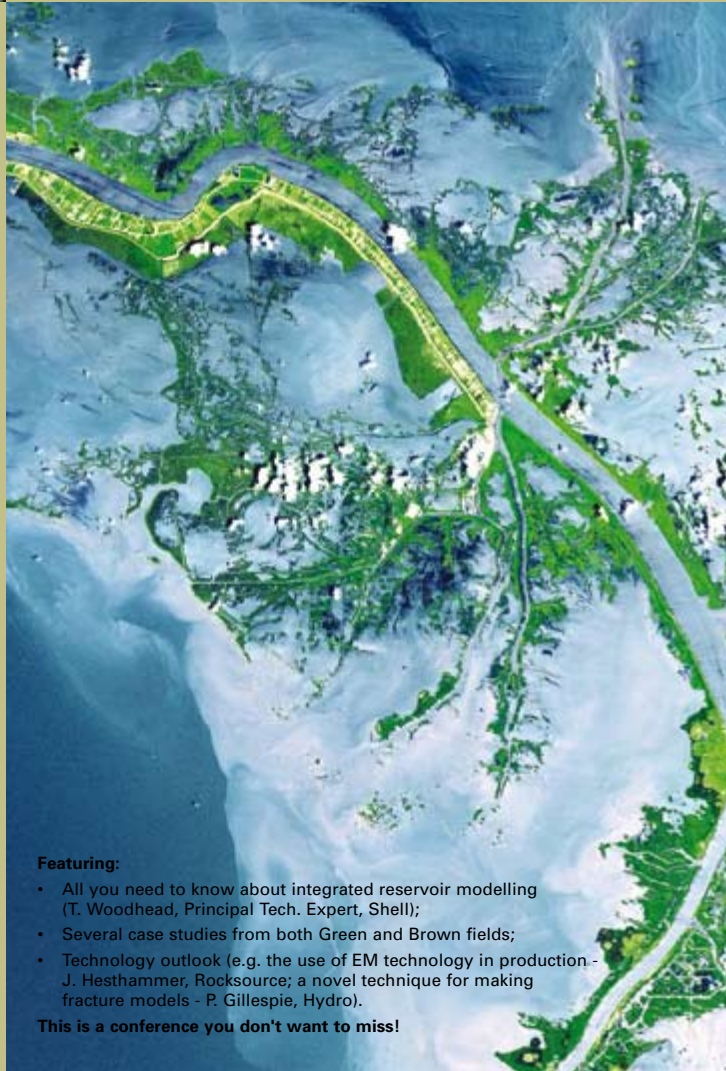 Featuring:
• All you need to know about integrated reservoir modelling
(T. Woodhead, Principal Tech. Expert, Shell);
• Several case studies from both Green and Brown fields;
• Technology outlook (e.g. the use of EM technology in production -
J. Hesthammer, Rocksource; a novel technique for making
fracture models - P. Gillespie, Hydro).
This is a conference you don't want to miss!